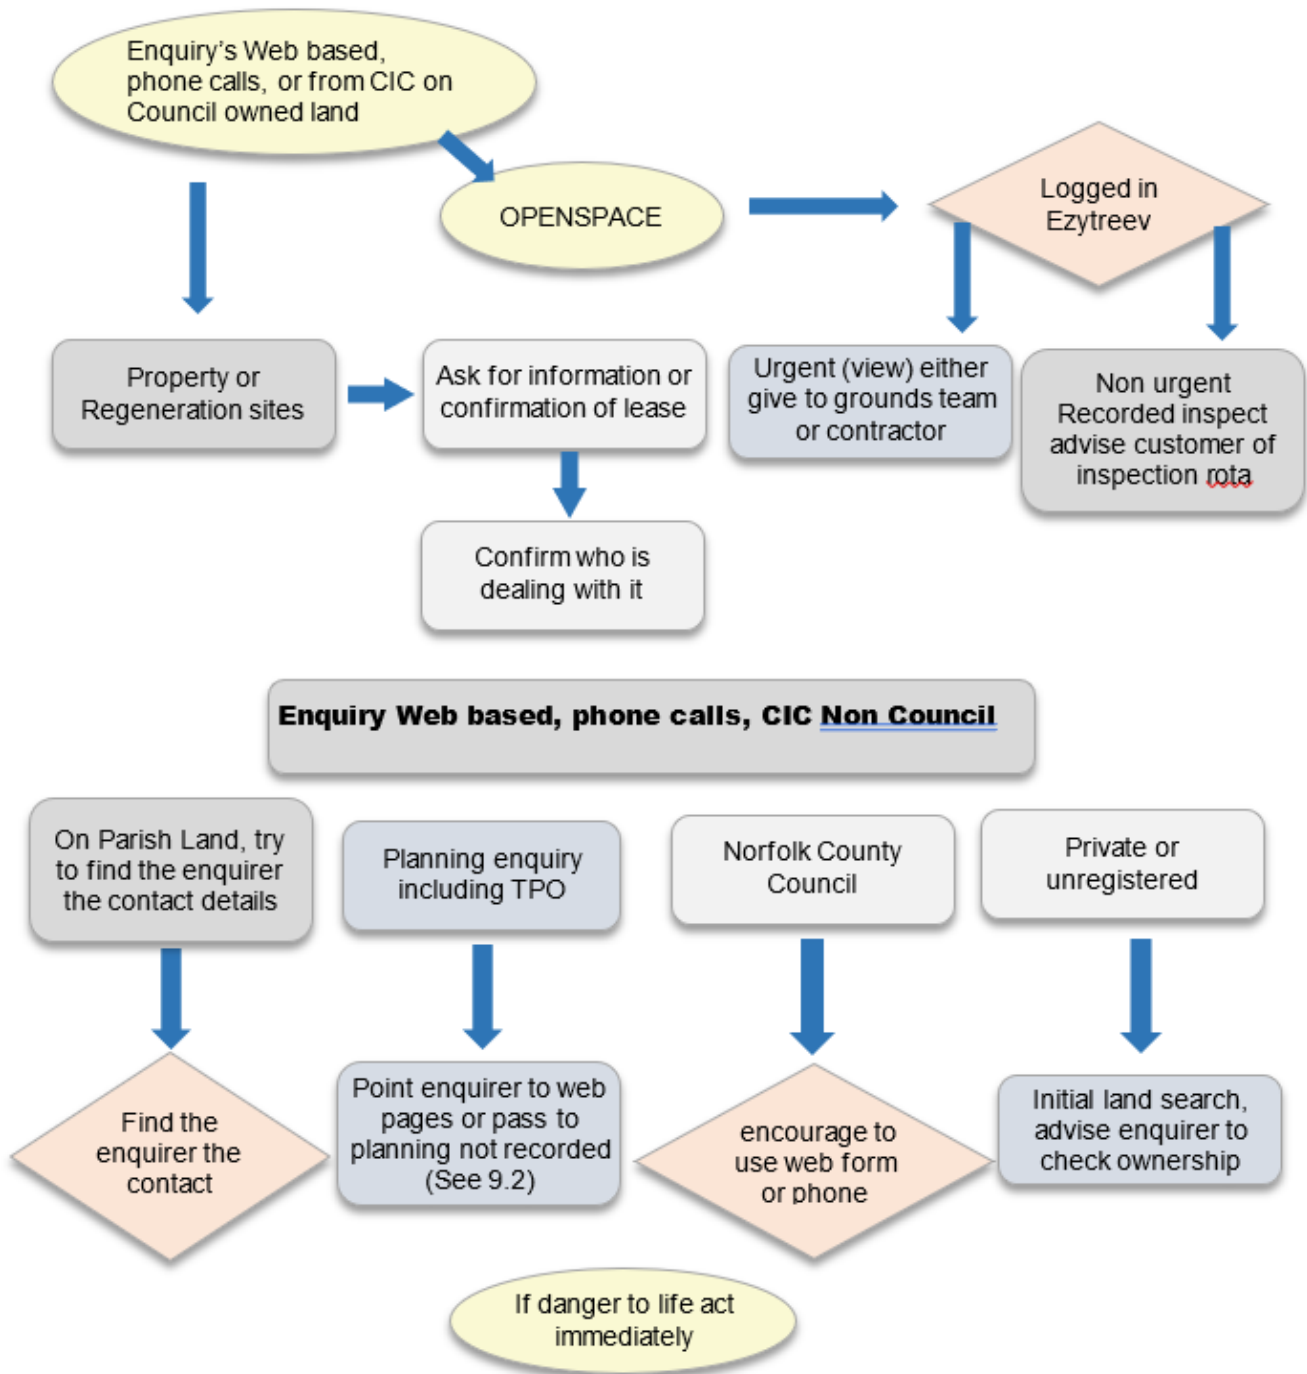 Enquiry’s Web based,
phone calls, or from CIC on
Council owned land
OPENSPACE
Logged in
Ezytreev
Property or
Regeneration sites
Ask for information or
confirmation of lease
Urgent (view) either
give to grounds team
or contractor
Non urgent
Recorded inspect
advise customer of
inspection rota
Confirm who is
dealing with it
Enquiry Web based, phone calls, CIC Non Council
On Parish Land, try
to find the enquirer
the contact details
Planning enquiry
including TPO
Norfolk County
Council
Private or
unregistered
Find the
enquirer the
contact
Point enquirer to web
pages or pass to
planning not recorded
(See 9.2)
encourage to
use web form
or phone
Initial land search,
advise enquirer to
check ownership
If danger to life act
immediately